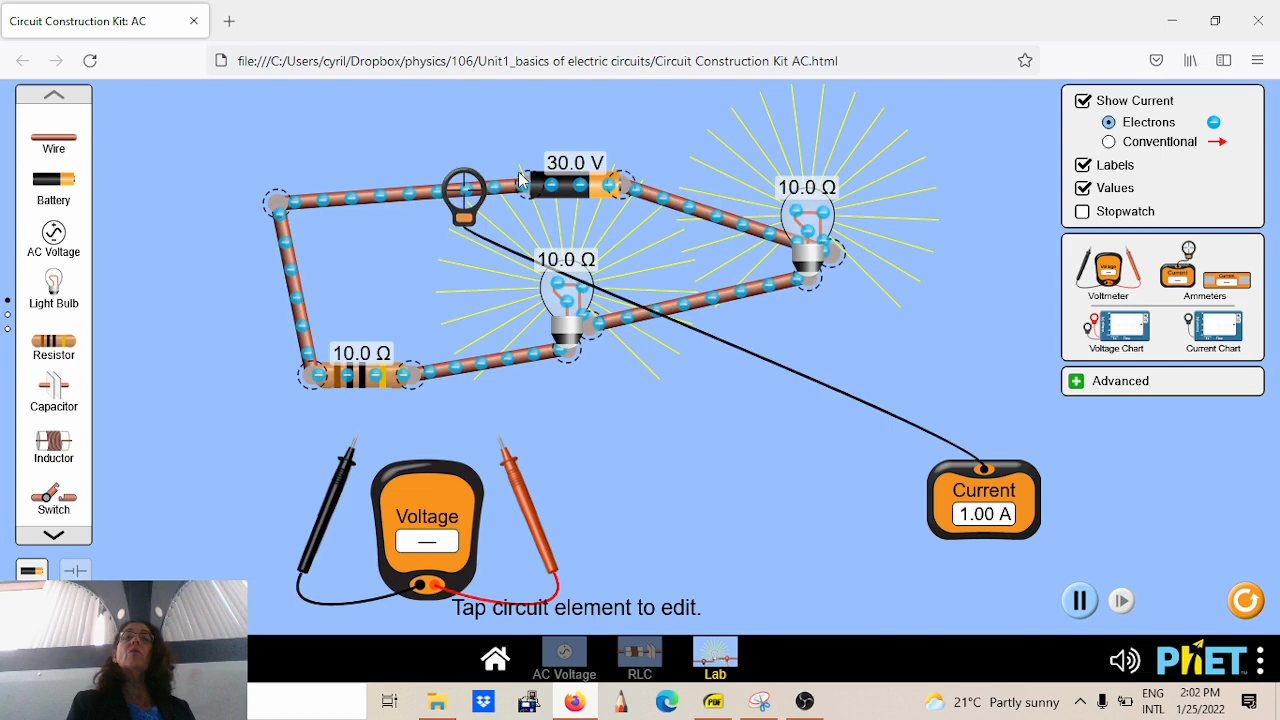 Circuit Construction Kit: AC
file:///C:/Users/cyril/Dropbox/physics/106/Unit1_basics of electric circuits/Circuit Construction Kit AC.html
Wire
Battery
AC Voltage
Light Bulb
Resistor
Capacitor
Inductor
Switch
30.0 V
10.0 Ω
10.0 Ω
10.0 Ω
Show Current
Electrons
Conventional
Labels
Values
Stopwatch
Voltmeter
Ammeters
Voltage Chart
Current Chart
Advanced
Voltage
—
Current
1.00 A
Tap circuit element to edit.
AC Voltage
RLC
Lab
PhET
21°C Partly sunny
ENG
INTL
2:02 PM
1/25/2022